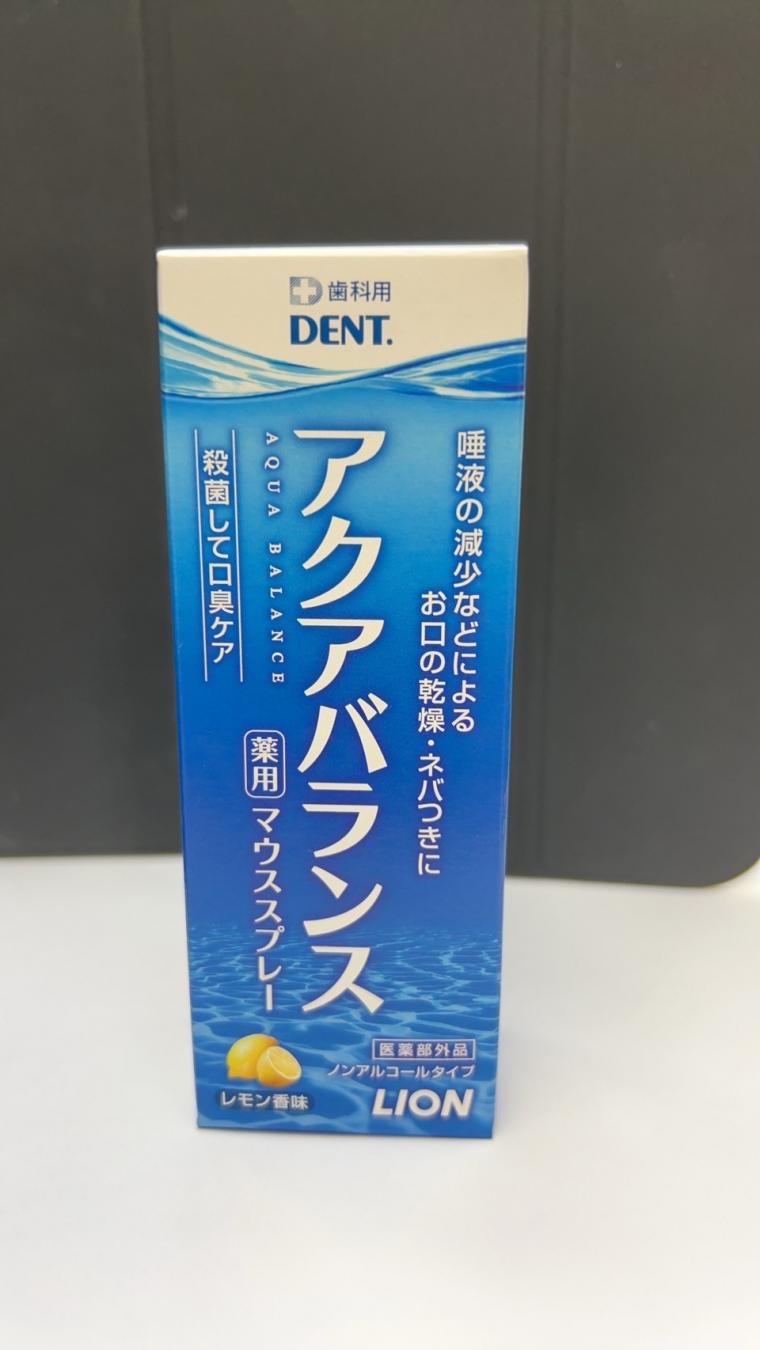 歯科用
DENT.
唾液の減少などによる
お口の乾燥・ネバつきに
アクアバランス
AQUA BALANCE
薬用 マウススプレー
殺菌して口臭ケア
医薬部外品
ノンアルコールタイプ
レモン香味
LION